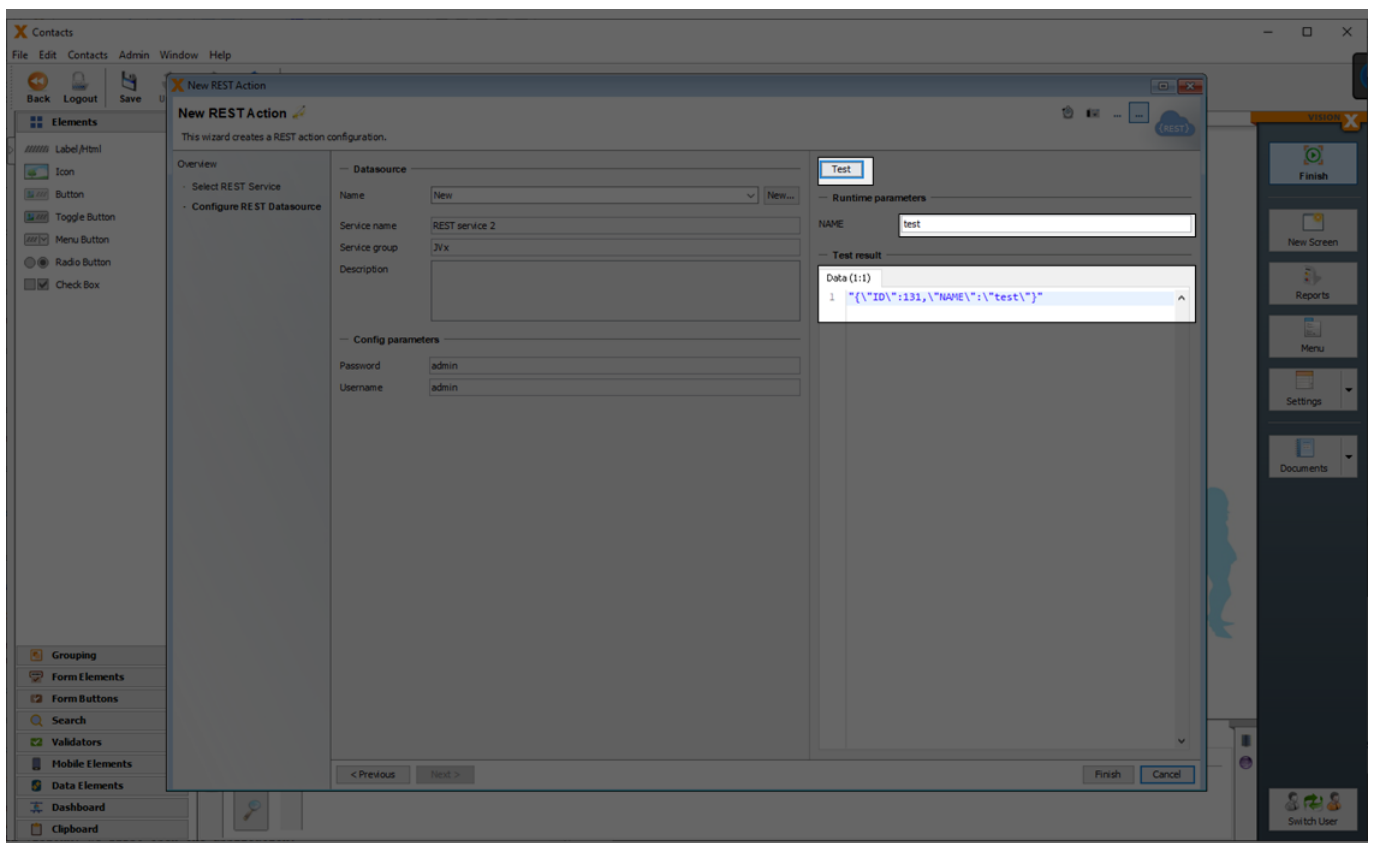 Contacts
File Edit Contacts Admin Window Help
Back Logout Save
Elements
Label/Html
Icon
Button
Toggle Button
Menu Button
Radio Button
Check Box
Grouping
Form Elements
Form Buttons
Search
Validators
Mobile Elements
Data Elements
Dashboard
Clipboard
New REST Action
New REST Action
This wizard creates a REST action configuration.
{REST}
Overview
- Select REST Service
- Configure REST Datasource
Datasource
Name New New...
Service name REST service 2
Service group JVx
Description
Config parameters
Password admin
Username admin
Test
Runtime parameters
NAME test
Test result
Data (1:1)
1 "{\"ID\":131,\"NAME\":\"test\"}"
< Previous Next > Finish Cancel
VISION X
Finish
New Screen
Reports
Menu
Settings
Documents
Switch User